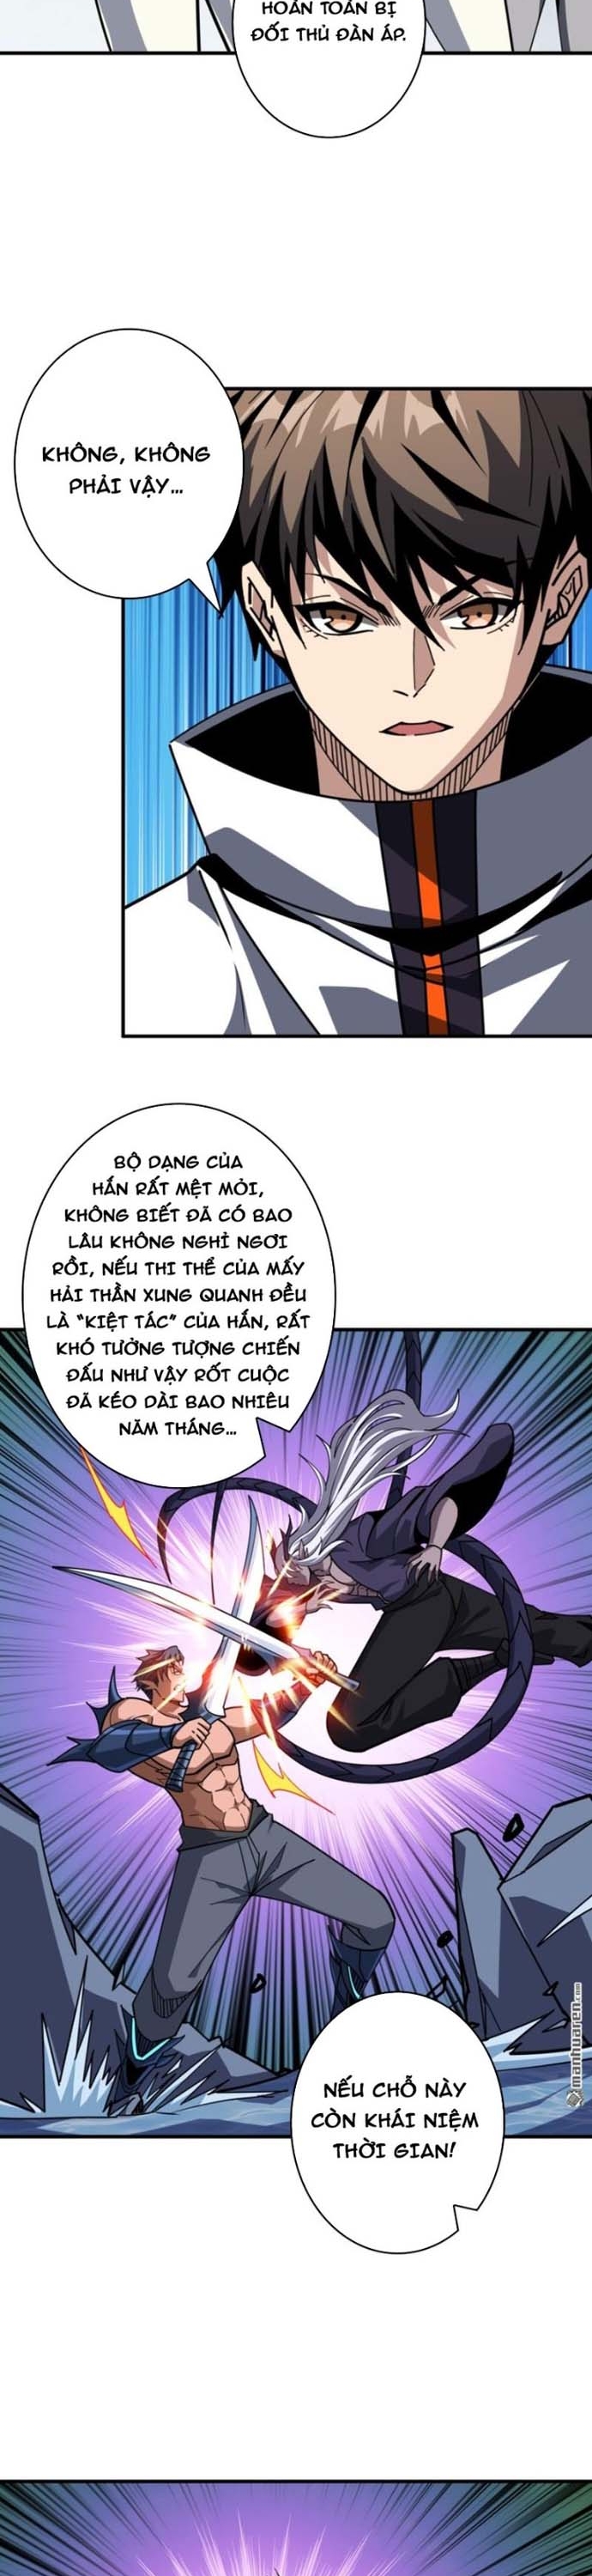 HOÀN TOÀN BỊ
ĐỐI THỦ ĐÀN ÁP.
KHÔNG, KHÔNG
PHẢI VẬY...
BỘ DẠNG CỦA
HẮN RẤT MỆT MỎI,
KHÔNG BIẾT ĐÃ CÓ BAO
LÂU KHÔNG NGHỈ NGƠI
RỒI, NẾU THI THỂ CỦA MẤY
HẢI THẦN XUNG QUANH ĐỀU
LÀ "KIỆT TÁC" CỦA HẮN, RẤT
KHÓ TƯỞNG TƯỢNG CHIẾN
ĐẤU NHƯ VẬY RỐT CUỘC
ĐÃ KÉO DÀI BAO NHIÊU
NĂM THÁNG...
manhuaren.com
NẾU CHỖ NÀY
CÒN KHÁI NIỆM
THỜI GIAN!